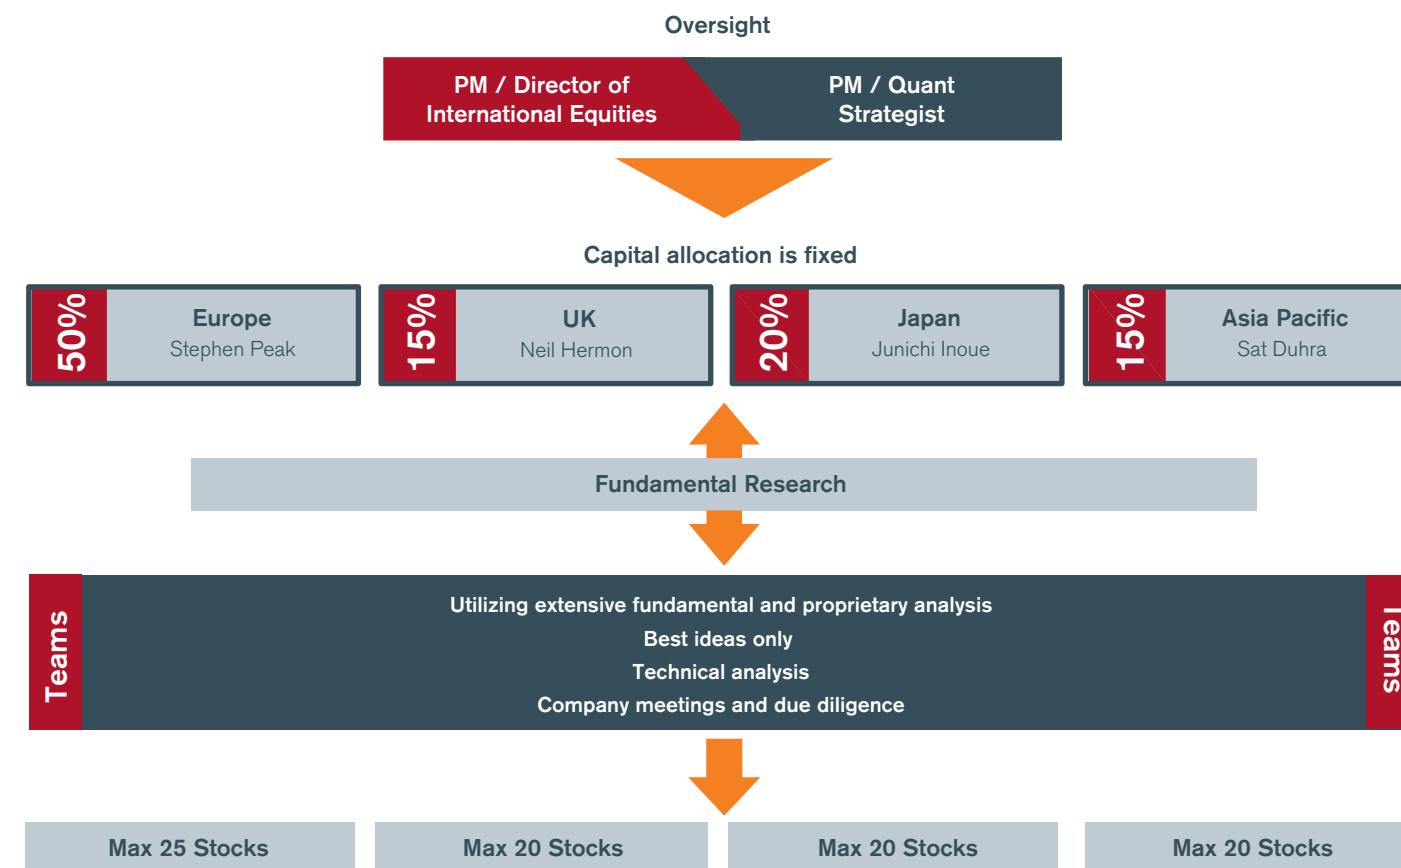 Oversight
PM / Director of
International Equities
PM / Quant
Strategist
Capital allocation is fixed
50%
Europe
Stephen Peak
15%
UK
Neil Hermon
20%
Japan
Junichi Inoue
15%
Asia Pacific
Sat Duhra
Fundamental Research
Teams
Utilizing extensive fundamental and proprietary analysis
Best ideas only
Technical analysis
Company meetings and due diligence
Teams
Max 25 Stocks
Max 20 Stocks
Max 20 Stocks
Max 20 Stocks